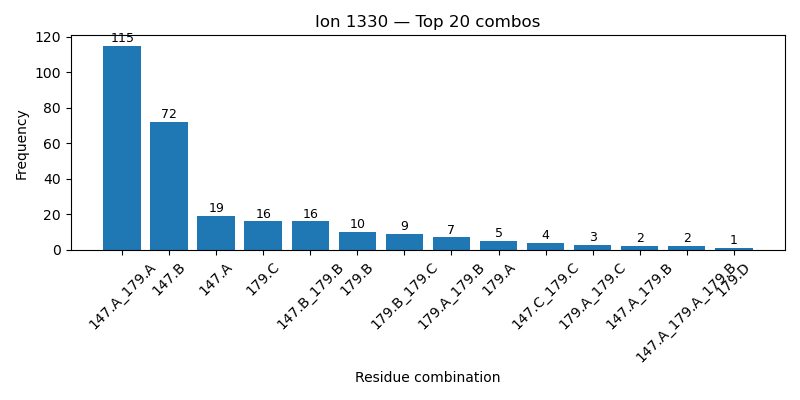 Ion 1330 — Top 20 combos
Frequency
120
100
80
60
40
20
0
115
72
19
16
16
10
9
7
5
4
3
2
2
1
147.A_179.A
147.B
147.A
179.C
147.B_179.B
179.B
179.B_179.C
179.A_179.B
179.A
147.C_179.C
179.A_179.C
147.A_179.B
147.A_179.A_179.B
179.D
Residue combination